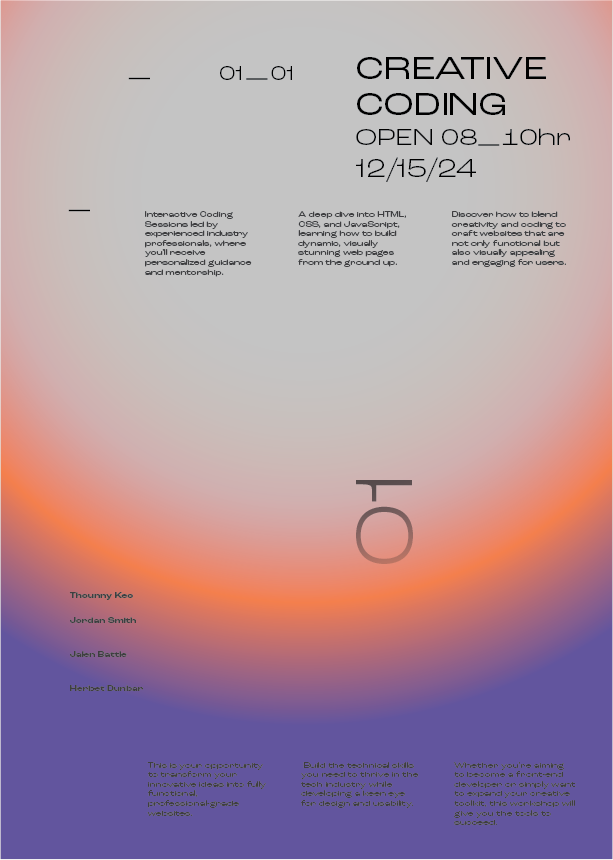 01__01
CREATIVE
CODING
OPEN 08__10hr
12/15/24
Interactive Coding
Sessions led by
experienced industry
professionals, where
you'll receive
personalized guidance
and mentorship.
A deep dive into HTML,
CSS, and JavaScript,
learning how to build
dynamic, visually
stunning web pages
from the ground up.
Discover how to blend
creativity and coding to
craft websites that are
not only functional but
also visually appealing
and engaging for users.
10
Thounny Keo
Jordan Smith
Jalen Battle
Herbet Dunbar
This is your opportunity
to transform your
innovative ideas into fully
functional
professional-grade
websites.
Build the technical skills
you need to thrive in the
tech industry while
developing a keen eye
for design and usability.
Whether you're aiming
to become a front-end
developer or simply want
to expand your creative
toolkit, this workshop will
give you the tools to
succeed.